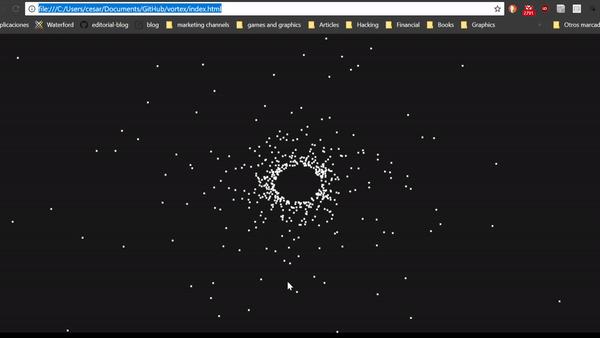 file:///C:/Users/cesar/Documents/GitHub/vortex/index.html
plicaciones Waterford editorial-blog blog marketing channels games and graphics Articles Hacking Financial Books Graphics Otros marcad